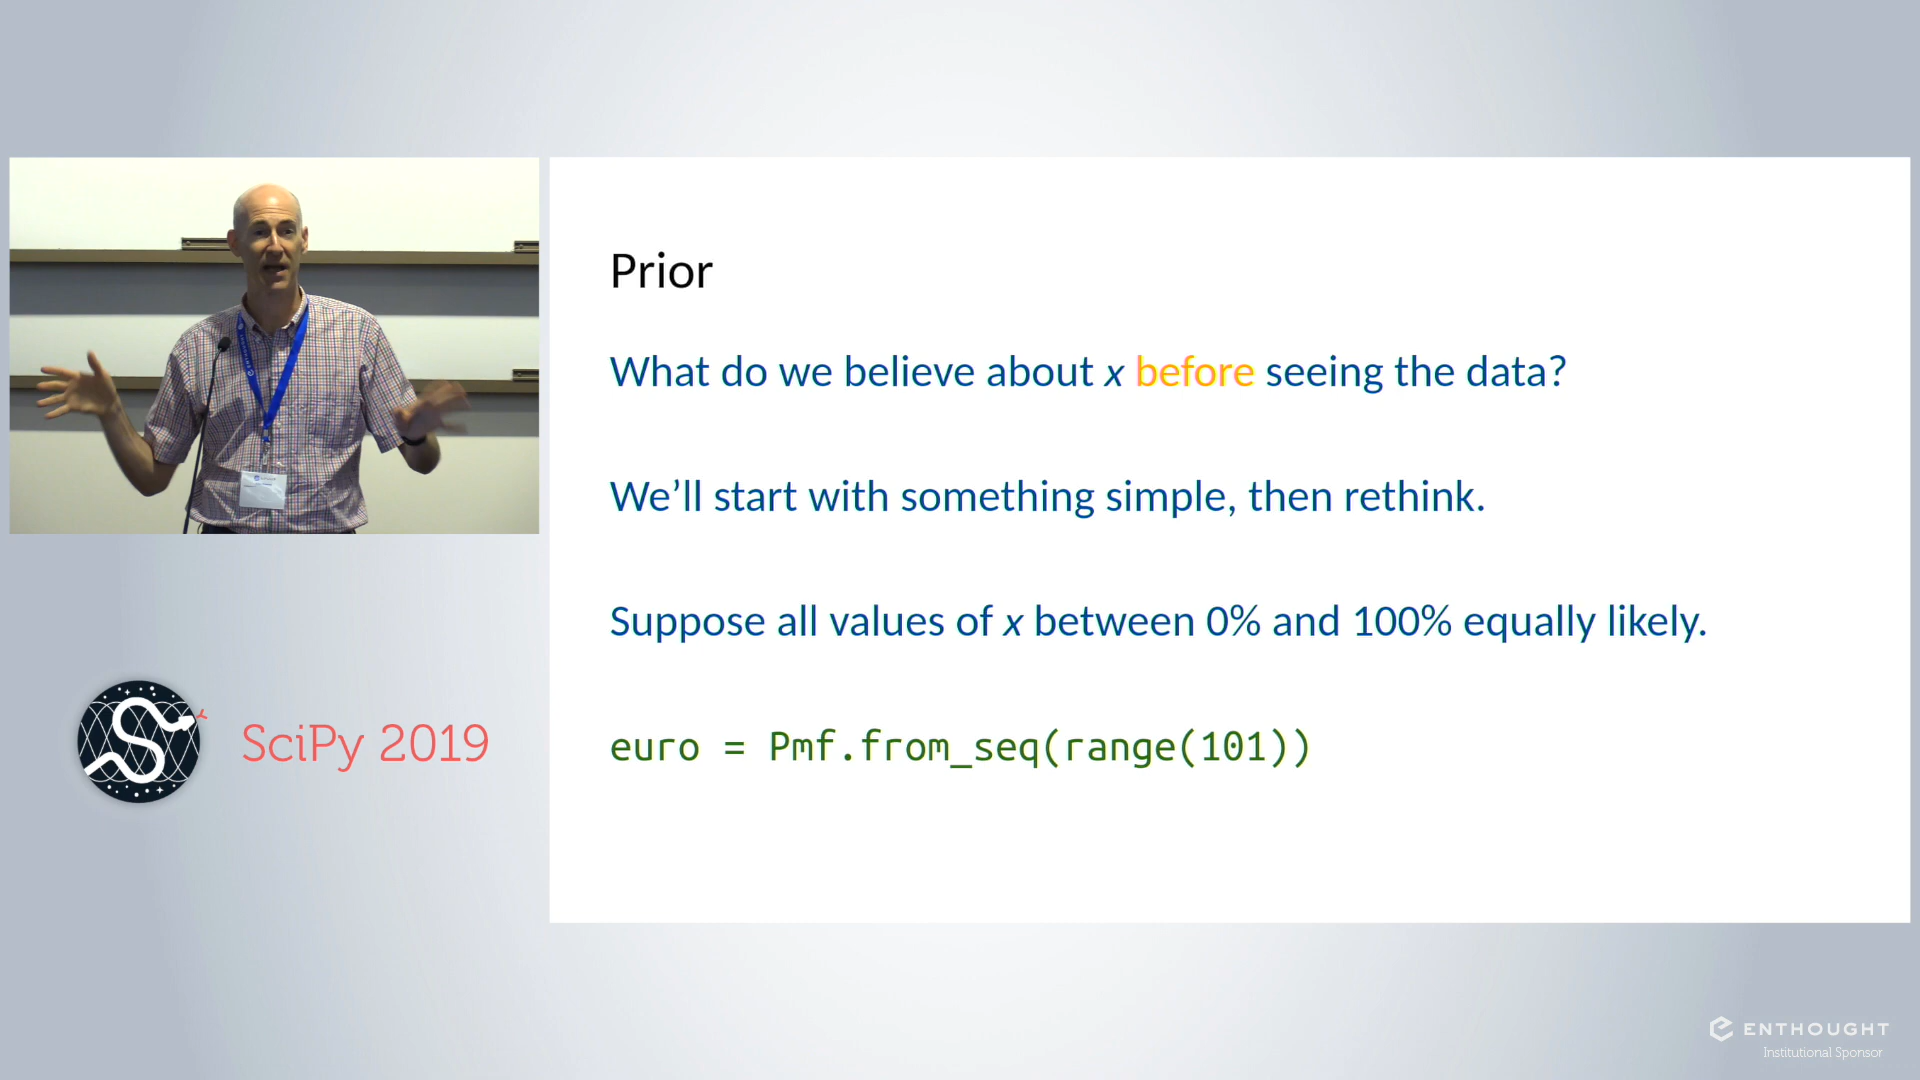 Prior
What do we believe about x before seeing the data?
We’ll start with something simple, then rethink.
Suppose all values of x between 0% and 100% equally likely.
euro = Pmf.from_seq(range(101))
SciPy 2019
ENTHOUGHT
Institutional Sponsor